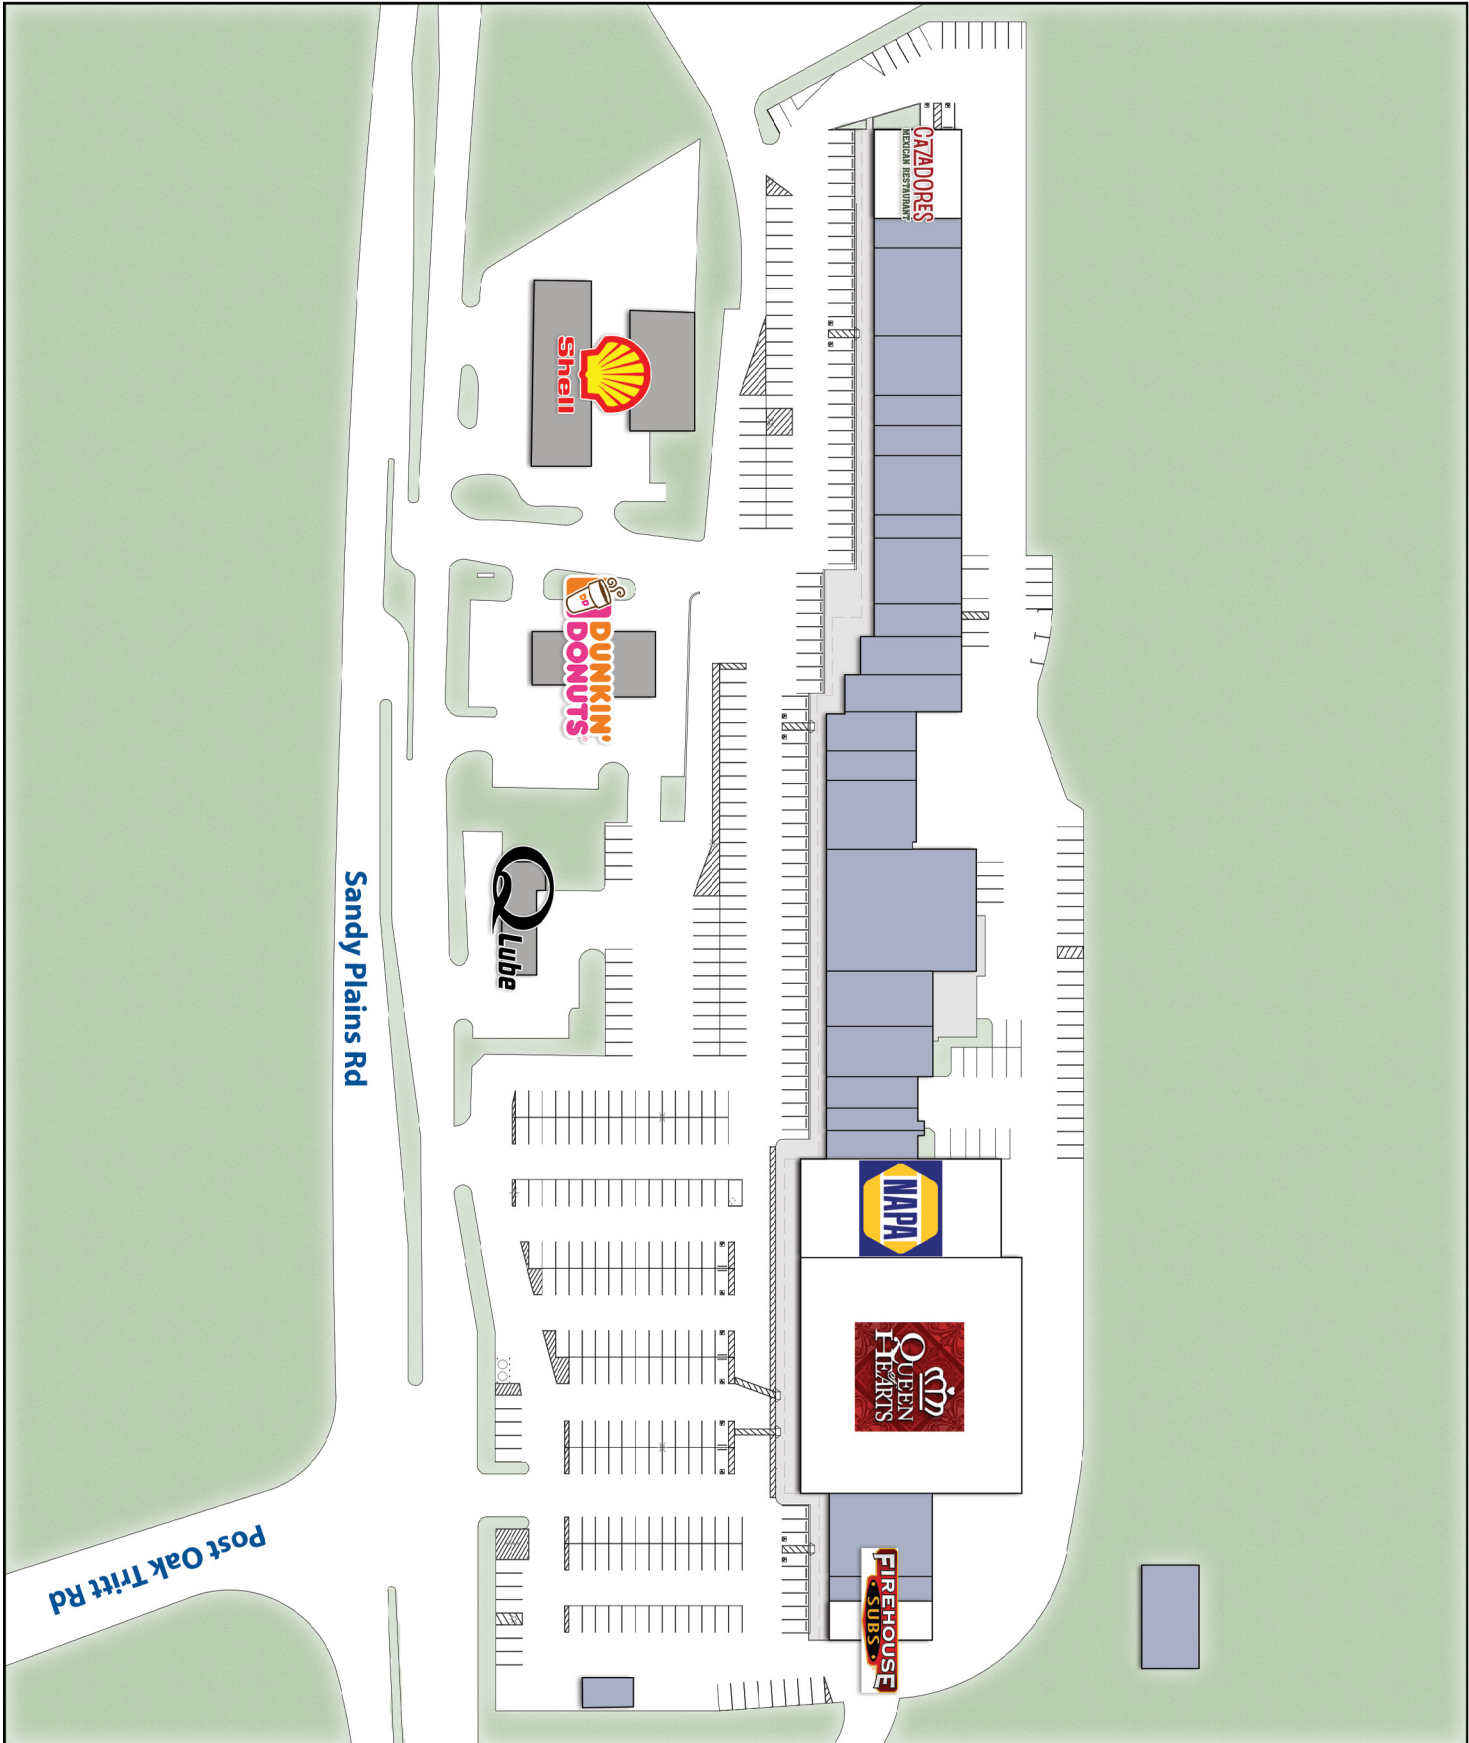 CAZADORES
MEXICAN RESTAURANT
Shell
DD
DUNKIN'
DONUTS
Q
Lube
Sandy Plains Rd
NAPA
QUEEN
OF
HEARTS
Post Oak Tritt Rd
FIREHOUSE
SUBS